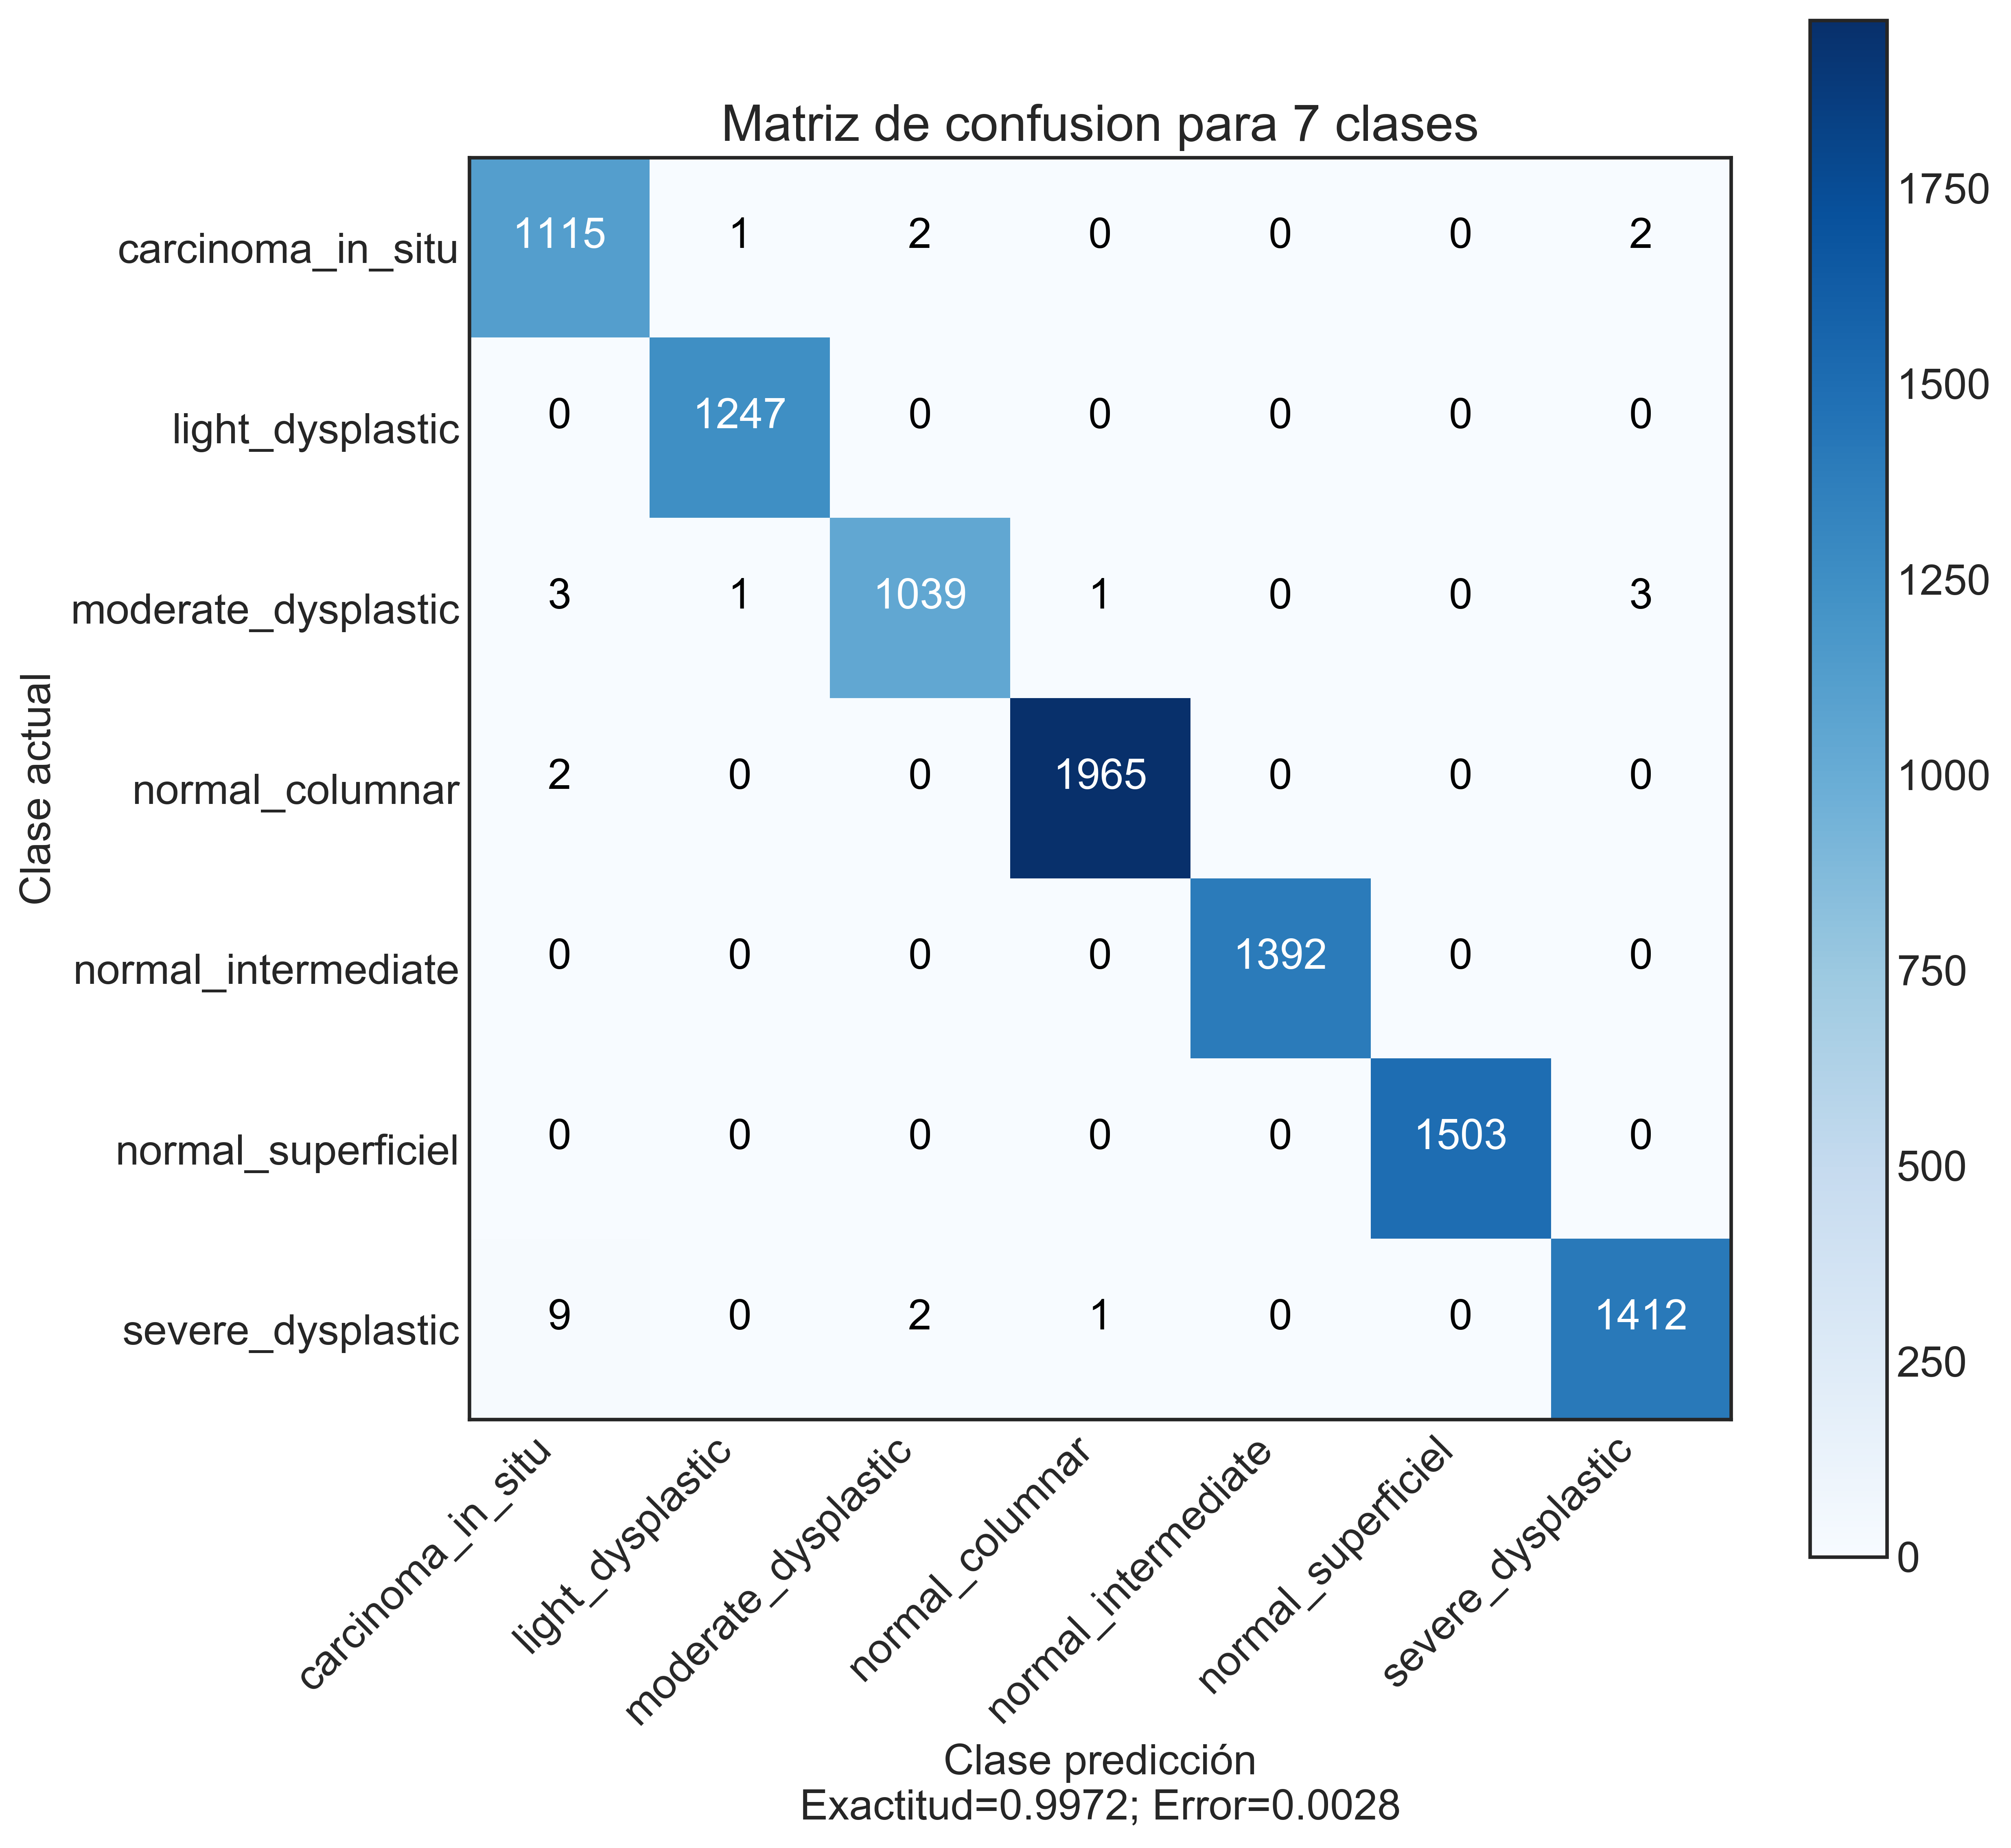 Matriz de confusion para 7 clases
Clase actual
carcinoma_in_situ 1115 1 2 0 0 0 2
light_dysplastic 0 1247 0 0 0 0 0
moderate_dysplastic 3 1 1039 1 0 0 3
normal_columnar 2 0 0 1965 0 0 0
normal_intermediate 0 0 0 0 1392 0 0
normal_superficiel 0 0 0 0 0 1503 0
severe_dysplastic 9 0 2 1 0 0 1412
carcinoma_in_situ
light_dysplastic
moderate_dysplastic
normal_columnar
normal_intermediate
normal_superficiel
severe_dysplastic
Clase predicción
Exactitud=0.9972; Error=0.0028
1750
1500
1250
1000
750
500
250
0